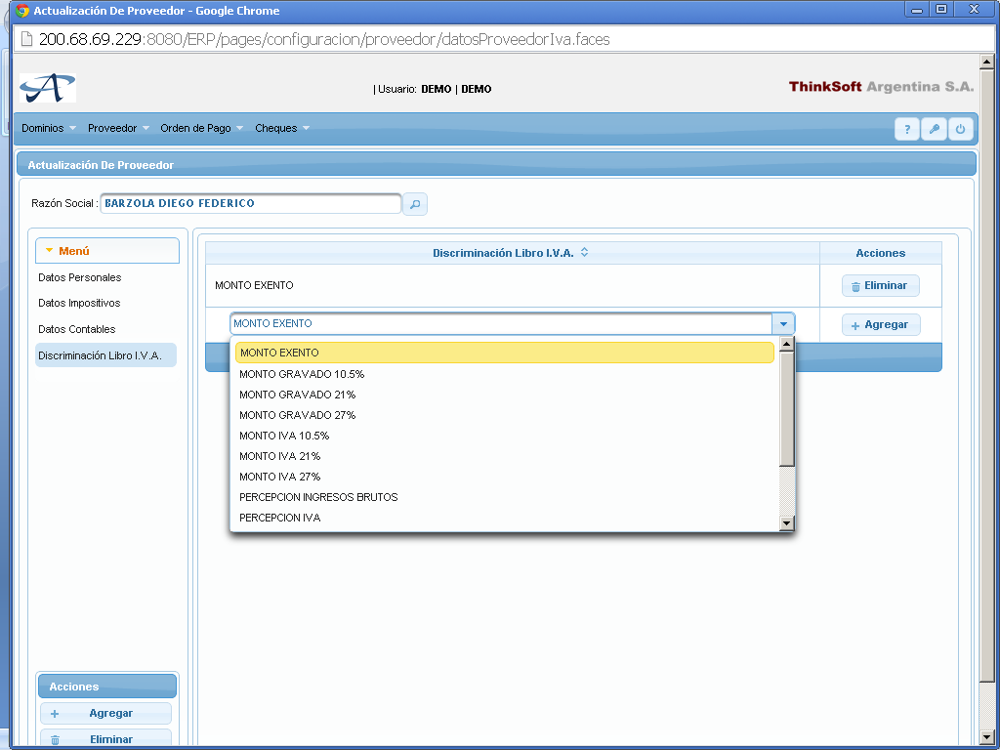 Actualización De Proveedor - Google Chrome
200.68.69.229:8080/ERP/pages/configuracion/proveedor/datosProveedorIva.faces
| Usuario: DEMO | DEMO
ThinkSoft Argentina S.A.
Dominios Proveedor Orden de Pago Cheques ?
Actualización De Proveedor
Razón Social : BARZOLA DIEGO FEDERICO
Menú
Datos Personales
Datos Impositivos
Datos Contables
Discriminación Libro I.V.A.
Discriminación Libro I.V.A. Acciones
MONTO EXENTO Eliminar
MONTO EXENTO Agregar
MONTO EXENTO
MONTO GRAVADO 10.5%
MONTO GRAVADO 21%
MONTO GRAVADO 27%
MONTO IVA 10.5%
MONTO IVA 21%
MONTO IVA 27%
PERCEPCION INGRESOS BRUTOS
PERCEPCION IVA
Acciones
Agregar
Eliminar